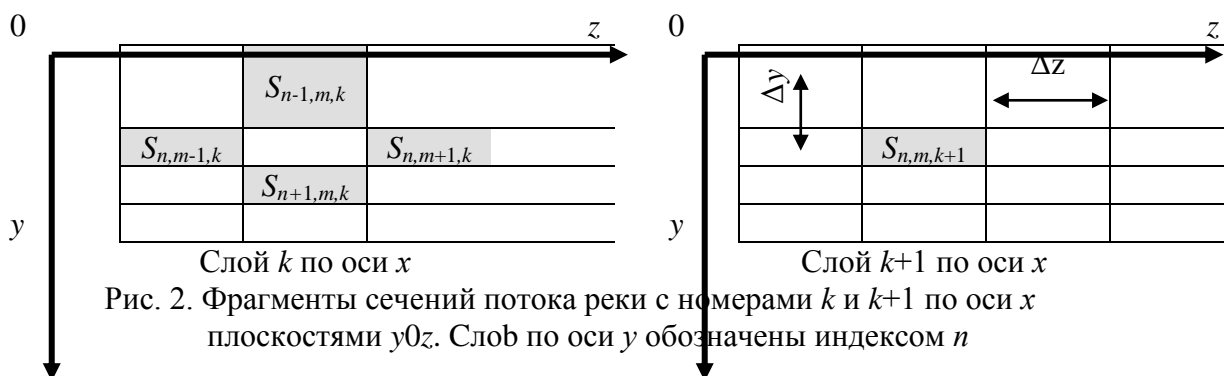 0 z 0 z
S_{n-1,m,k} Δy Δz
S_{n,m-1,k} S_{n,m+1,k} S_{n,m,k+1}
S_{n+1,m,k}
y y
Слой k по оси x Слой k+1 по оси x
Рис. 2. Фрагменты сечений потока реки с номерами k и k+1 по оси x
плоскостями y0z. Слоb по оси y обозначены индексом n